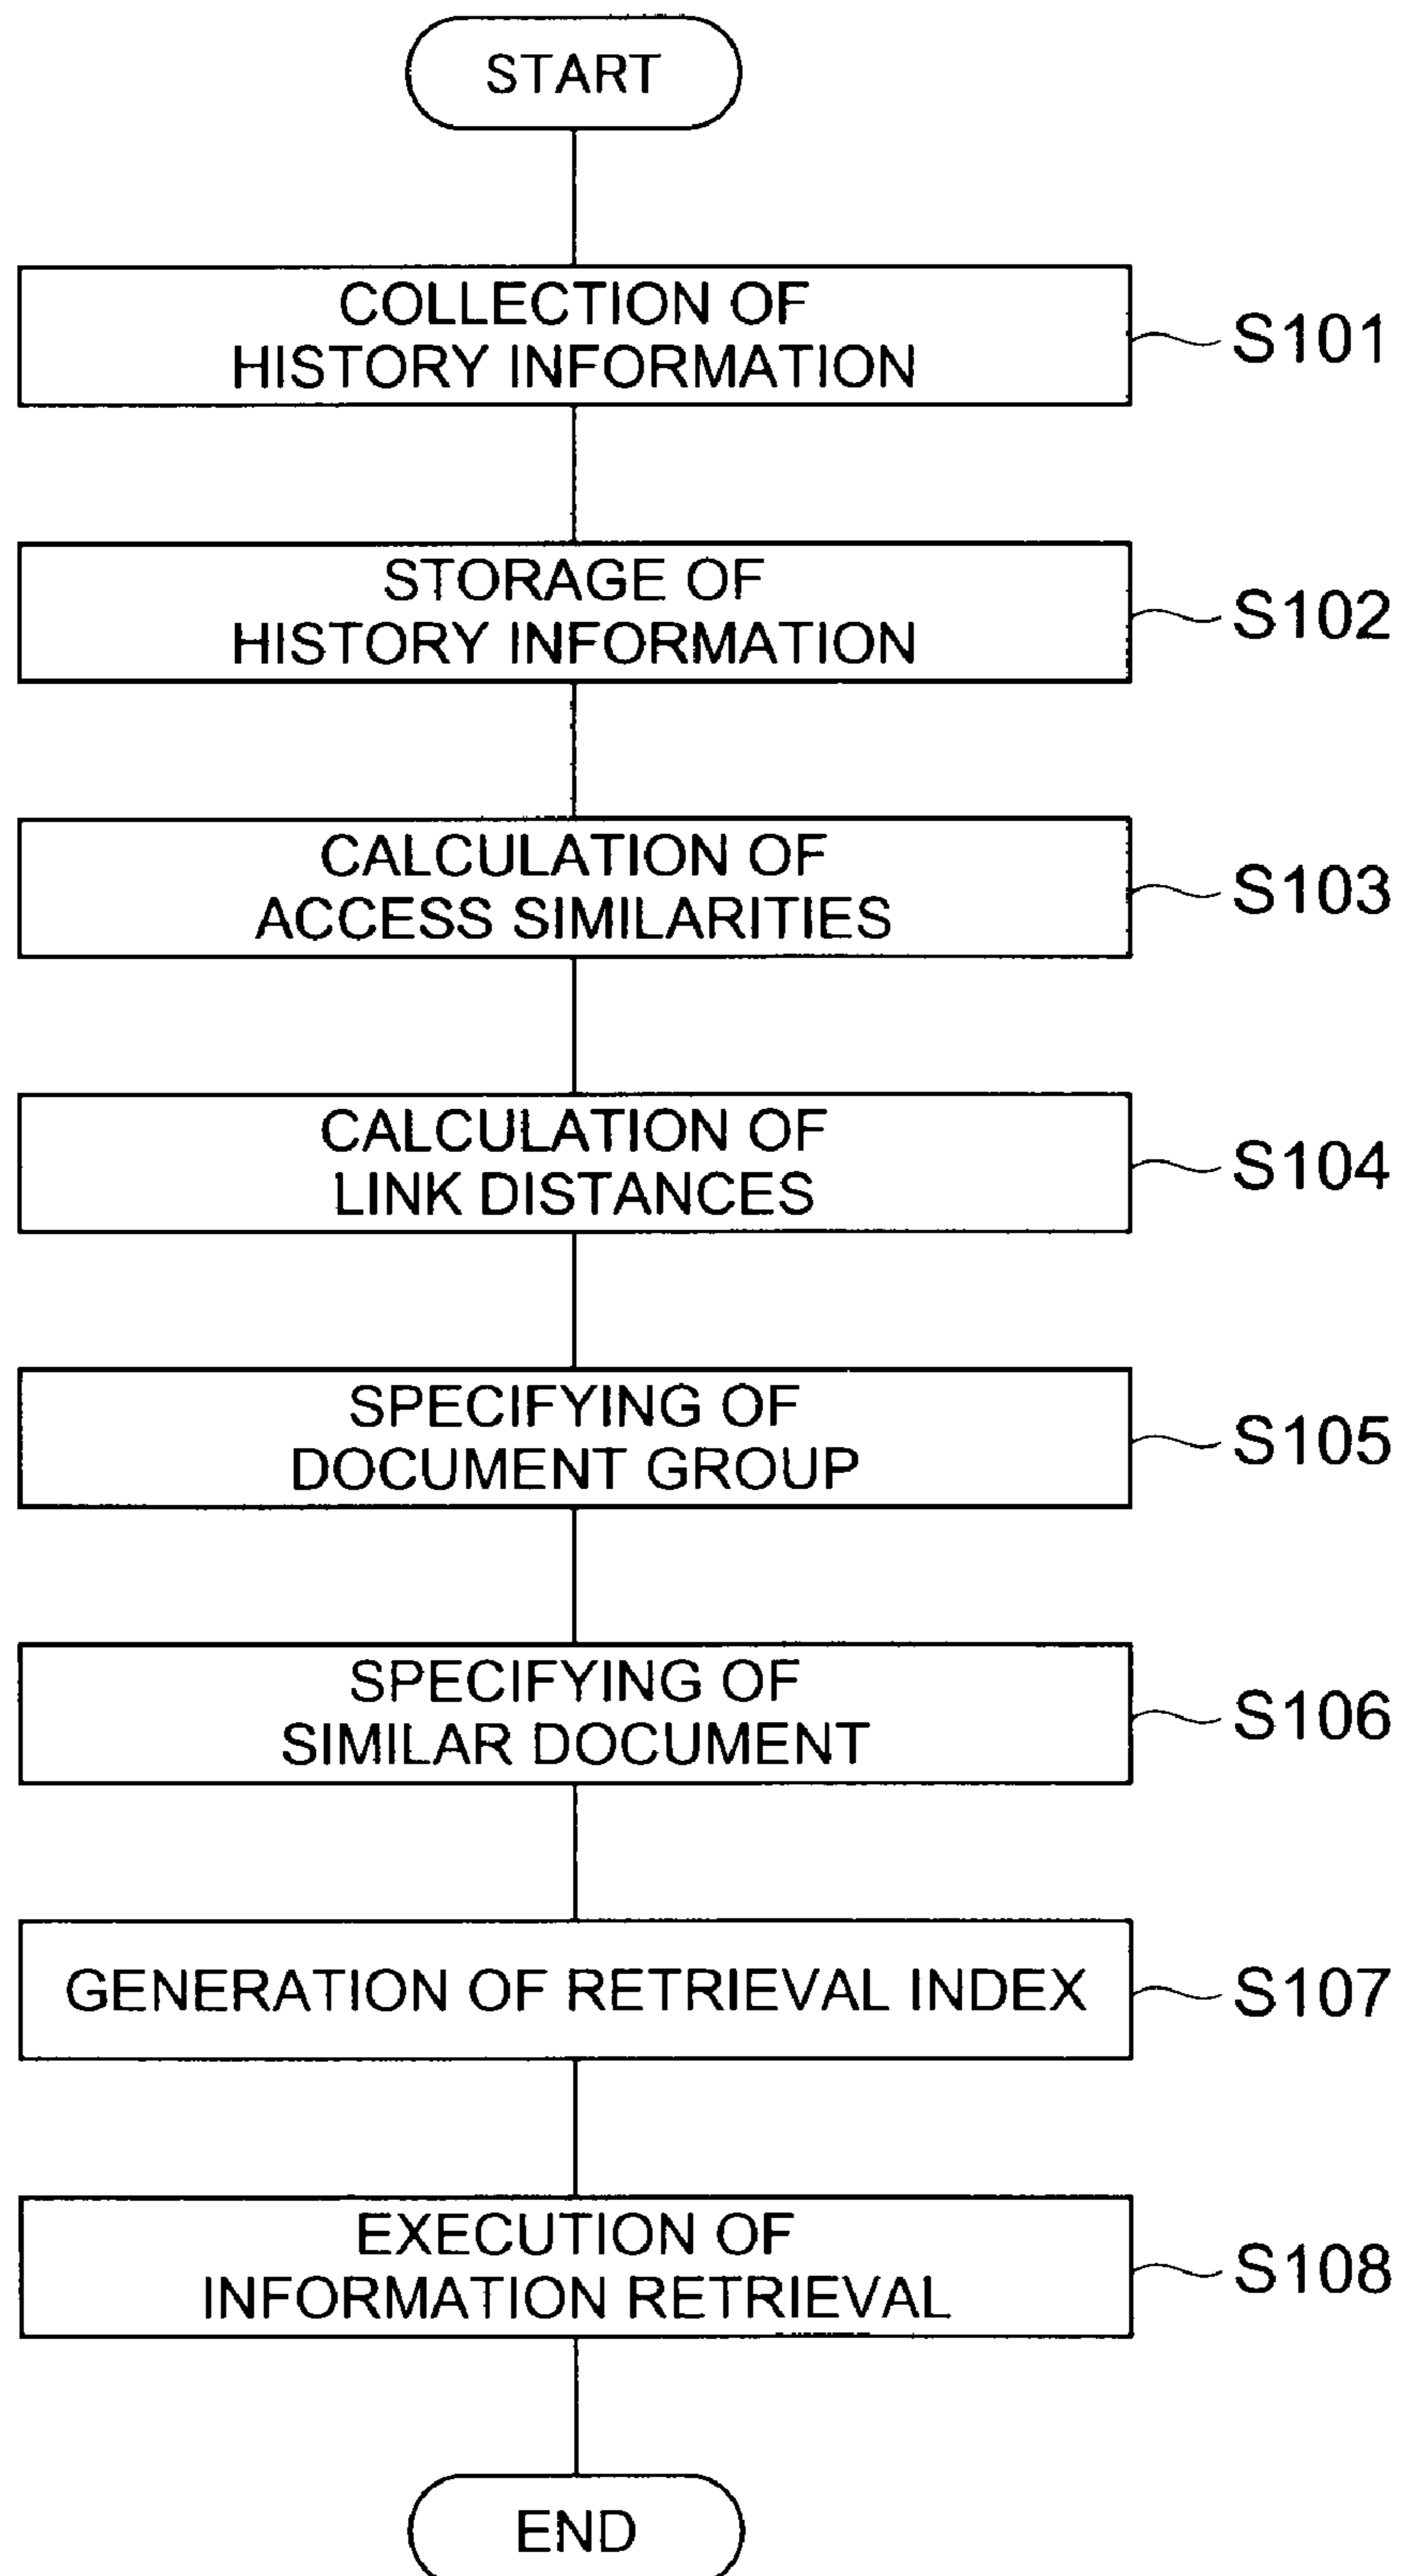 START
COLLECTION OF
HISTORY INFORMATION
S101
STORAGE OF
HISTORY INFORMATION
S102
CALCULATION OF
ACCESS SIMILARITIES
S103
CALCULATION OF
LINK DISTANCES
S104
SPECIFYING OF
DOCUMENT GROUP
S105
SPECIFYING OF
SIMILAR DOCUMENT
S106
GENERATION OF RETRIEVAL INDEX
S107
EXECUTION OF
INFORMATION RETRIEVAL
S108
END